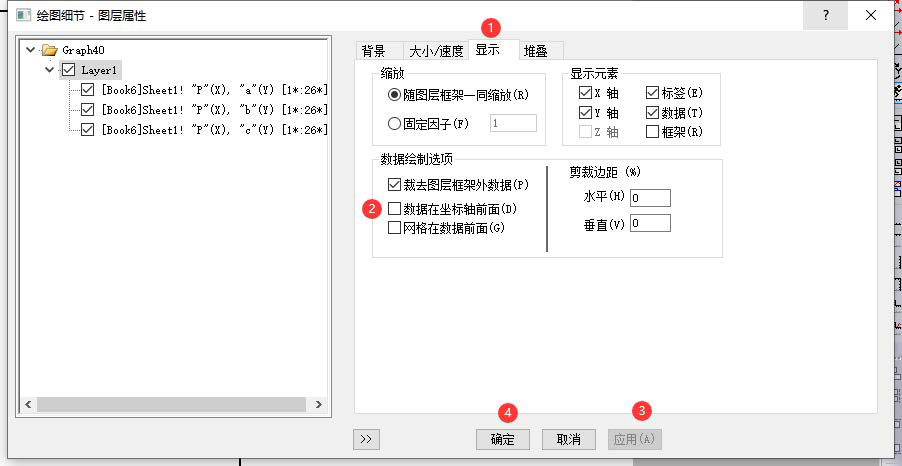 绘图细节 - 图层属性
?
1
Graph40
Layer1
[Book6]Sheet1! "P"(X), "a"(Y) [1*:26*]
[Book6]Sheet1! "P"(X), "b"(Y) [1*:26*]
[Book6]Sheet1! "P"(X), "c"(Y) [1*:26*]
背景 大小/速度 显示 堆叠
缩放
随图层框架一同缩放(R)
固定因子(F) 1
显示元素
X 轴 标签(E)
Y 轴 数据(T)
Z 轴 框架(R)
数据绘制选项
裁去图层框架外数据(P)
2 数据在坐标轴前面(D)
网格在数据前面(G)
剪裁边距 (%)
水平(H) 0
垂直(V) 0
4 3
>> 确定 取消 应用(A)